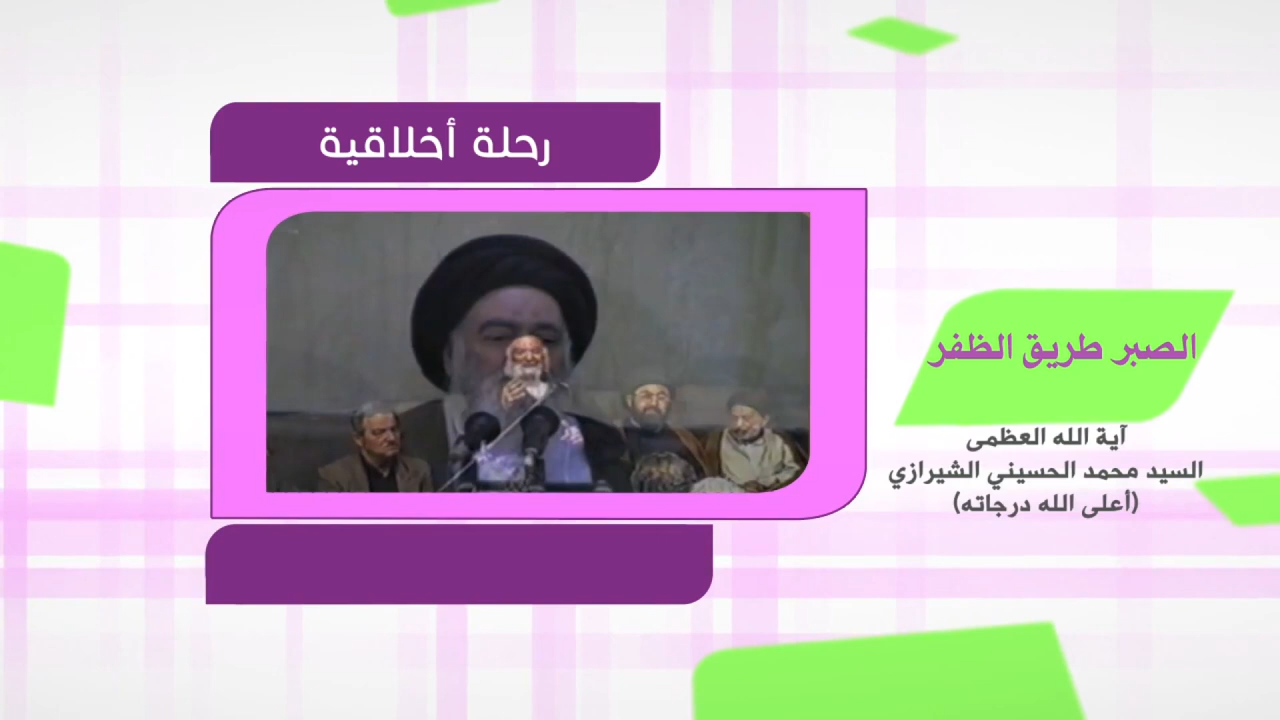 رحلة أخلاقية
الصبر طريق الظفر
آية الله العظمى
السيد محمد الحسيني الشيرازي
(أعلى الله درجاته)